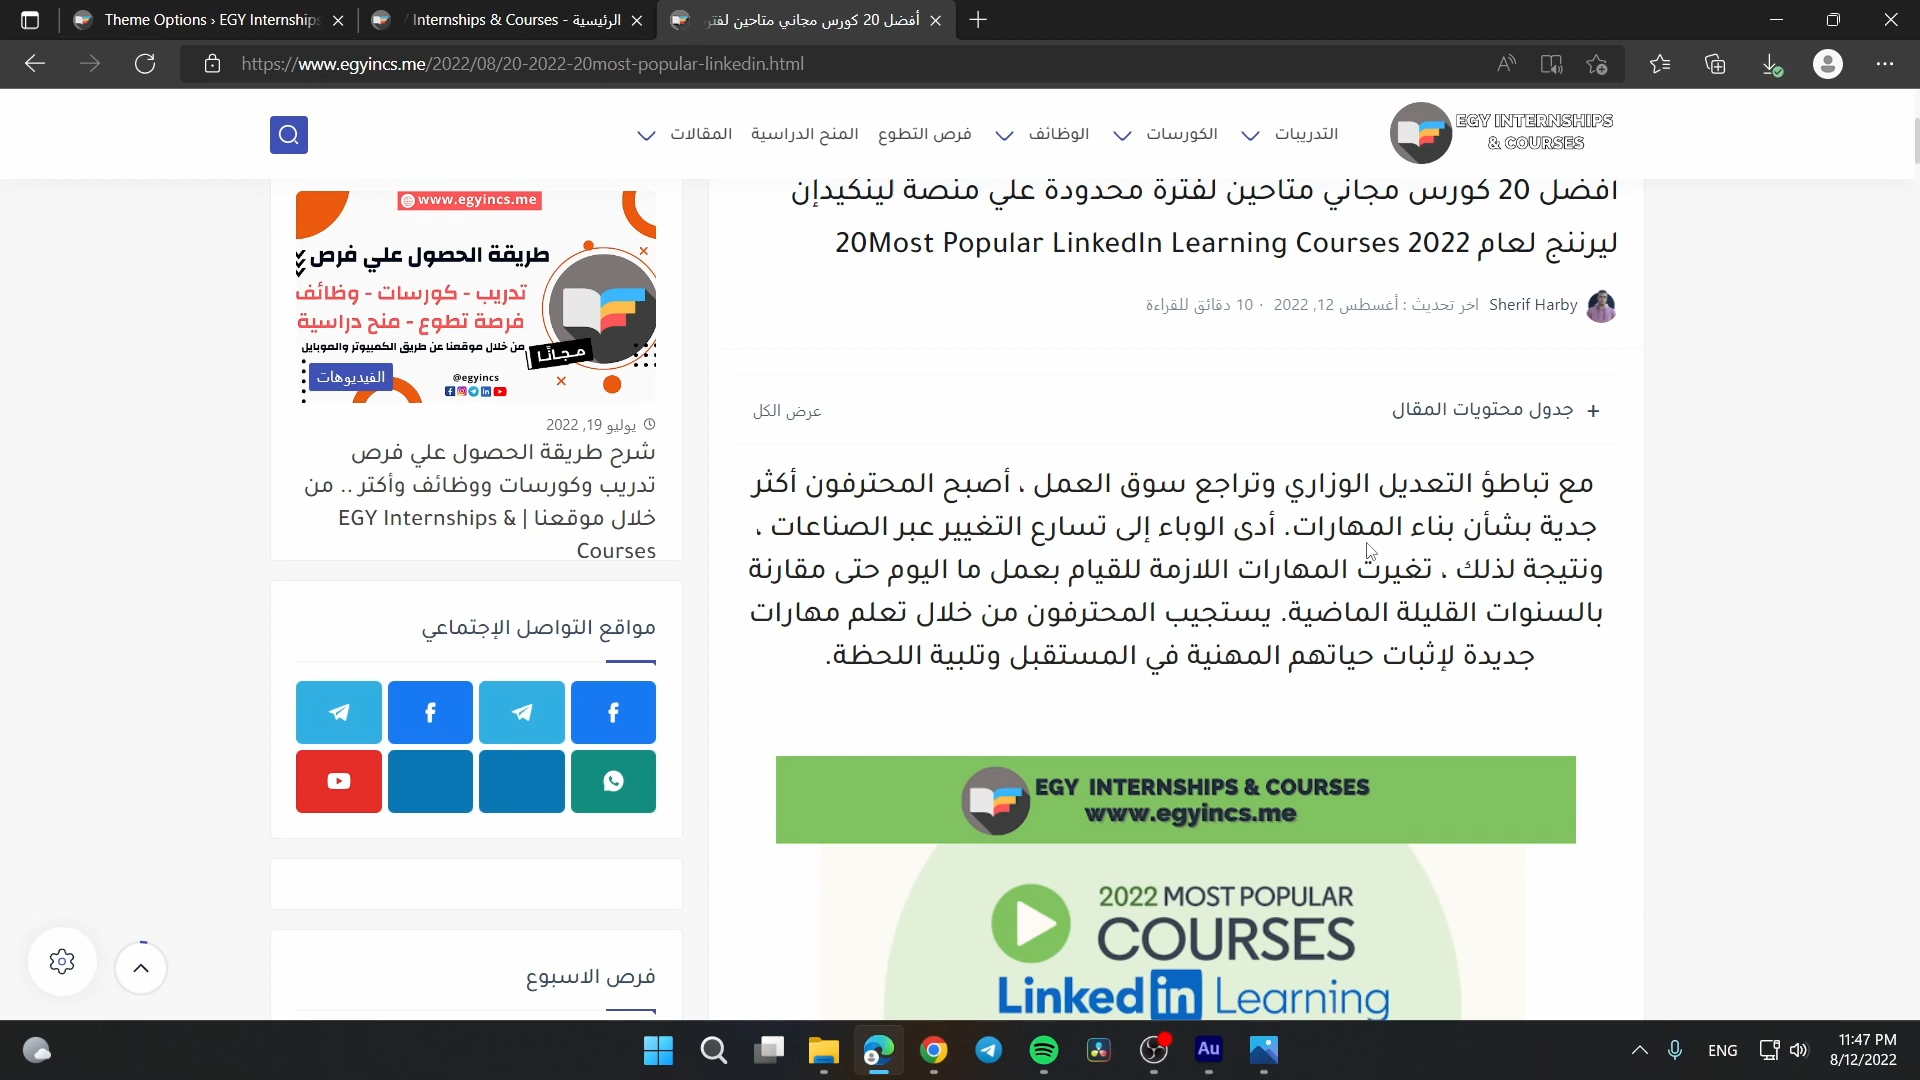 Theme Options › EGY Internships
Internships & Courses - الرئيسية
أفضل 20 كورس مجاني متاحين لفتر
https://www.egyincs.me/2022/08/20-2022-20most-popular-linkedin.html
EGY INTERNSHIPS
& COURSES
التدريبات
الكورسات
الوظائف
فرص التطوع
المنح الدراسية
المقالات
أفضل 20 كورس مجاني متاحين لفترة محدودة علي منصة لينكيدإن
ليرننج لعام 2022 20Most Popular LinkedIn Learning Courses
Sherif Harby
اخر تحديث : أغسطس 12, 2022 · 10 دقائق للقراءة
+ جدول محتويات المقال
عرض الكل
مع تباطؤ التعديل الوزاري وتراجع سوق العمل ، أصبح المحترفون أكثر
جدية بشأن بناء المهارات. أدى الوباء إلى تسارع التغيير عبر الصناعات ،
ونتيجة لذلك ، تغيرت المهارات اللازمة للقيام بعمل ما اليوم حتى مقارنة
بالسنوات القليلة الماضية. يستجيب المحترفون من خلال تعلم مهارات
جديدة لإثبات حياتهم المهنية في المستقبل وتلبية اللحظة.
EGY INTERNSHIPS & COURSES
www.egyincs.me
2022 MOST POPULAR
COURSES
Linked in Learning
www.egyincs.me
طريقة الحصول علي فرص
تدريب - كورسات - وظائف
فرصة تطوع - منح دراسية
من خلال موقعنا عن طريق الكمبيوتر والموبايل
مجانًا
الفيديوهات
@egyincs
يوليو 19, 2022
شرح طريقة الحصول علي فرص
تدريب وكورسات ووظائف وأكتر .. من
خلال موقعنا | EGY Internships &
Courses
مواقع التواصل الإجتماعي
فرص الاسبوع
Au
ENG
11:47 PM
8/12/2022